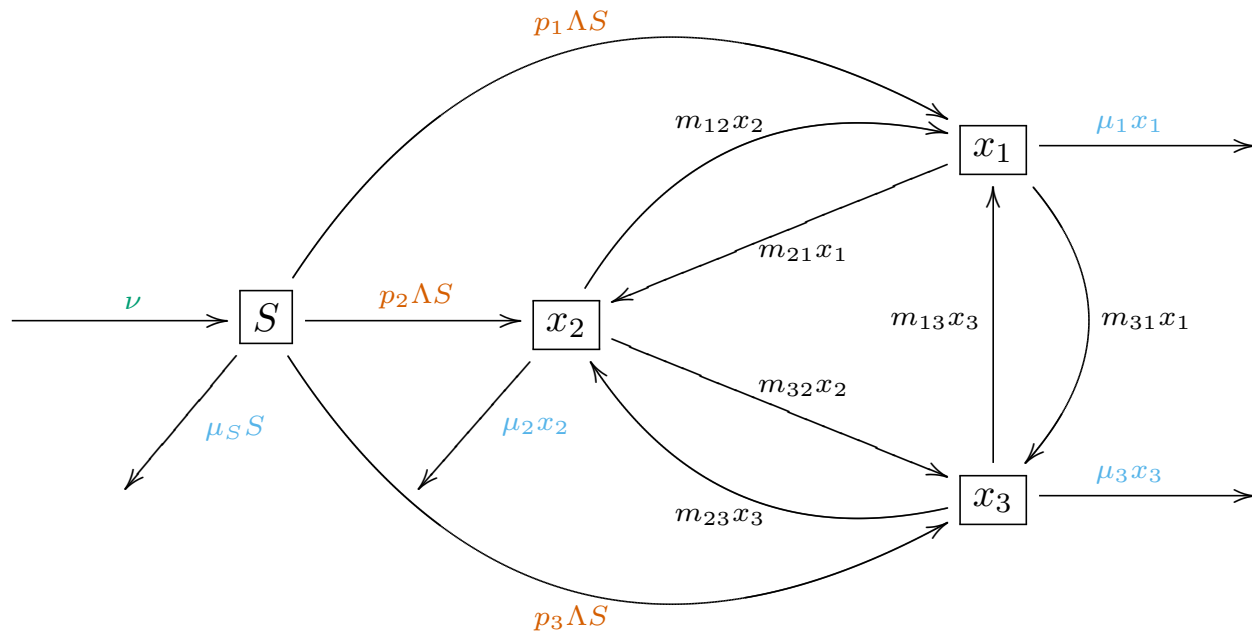 p₁ΛS
m₁₂x₂
x₁
μ₁x₁
m₂₁x₁
ν
S
p₂ΛS
x₂
m₁₃x₃
m₃₁x₁
m₃₂x₂
μ_S S
μ₂x₂
m₂₃x₃
x₃
μ₃x₃
p₃ΛS